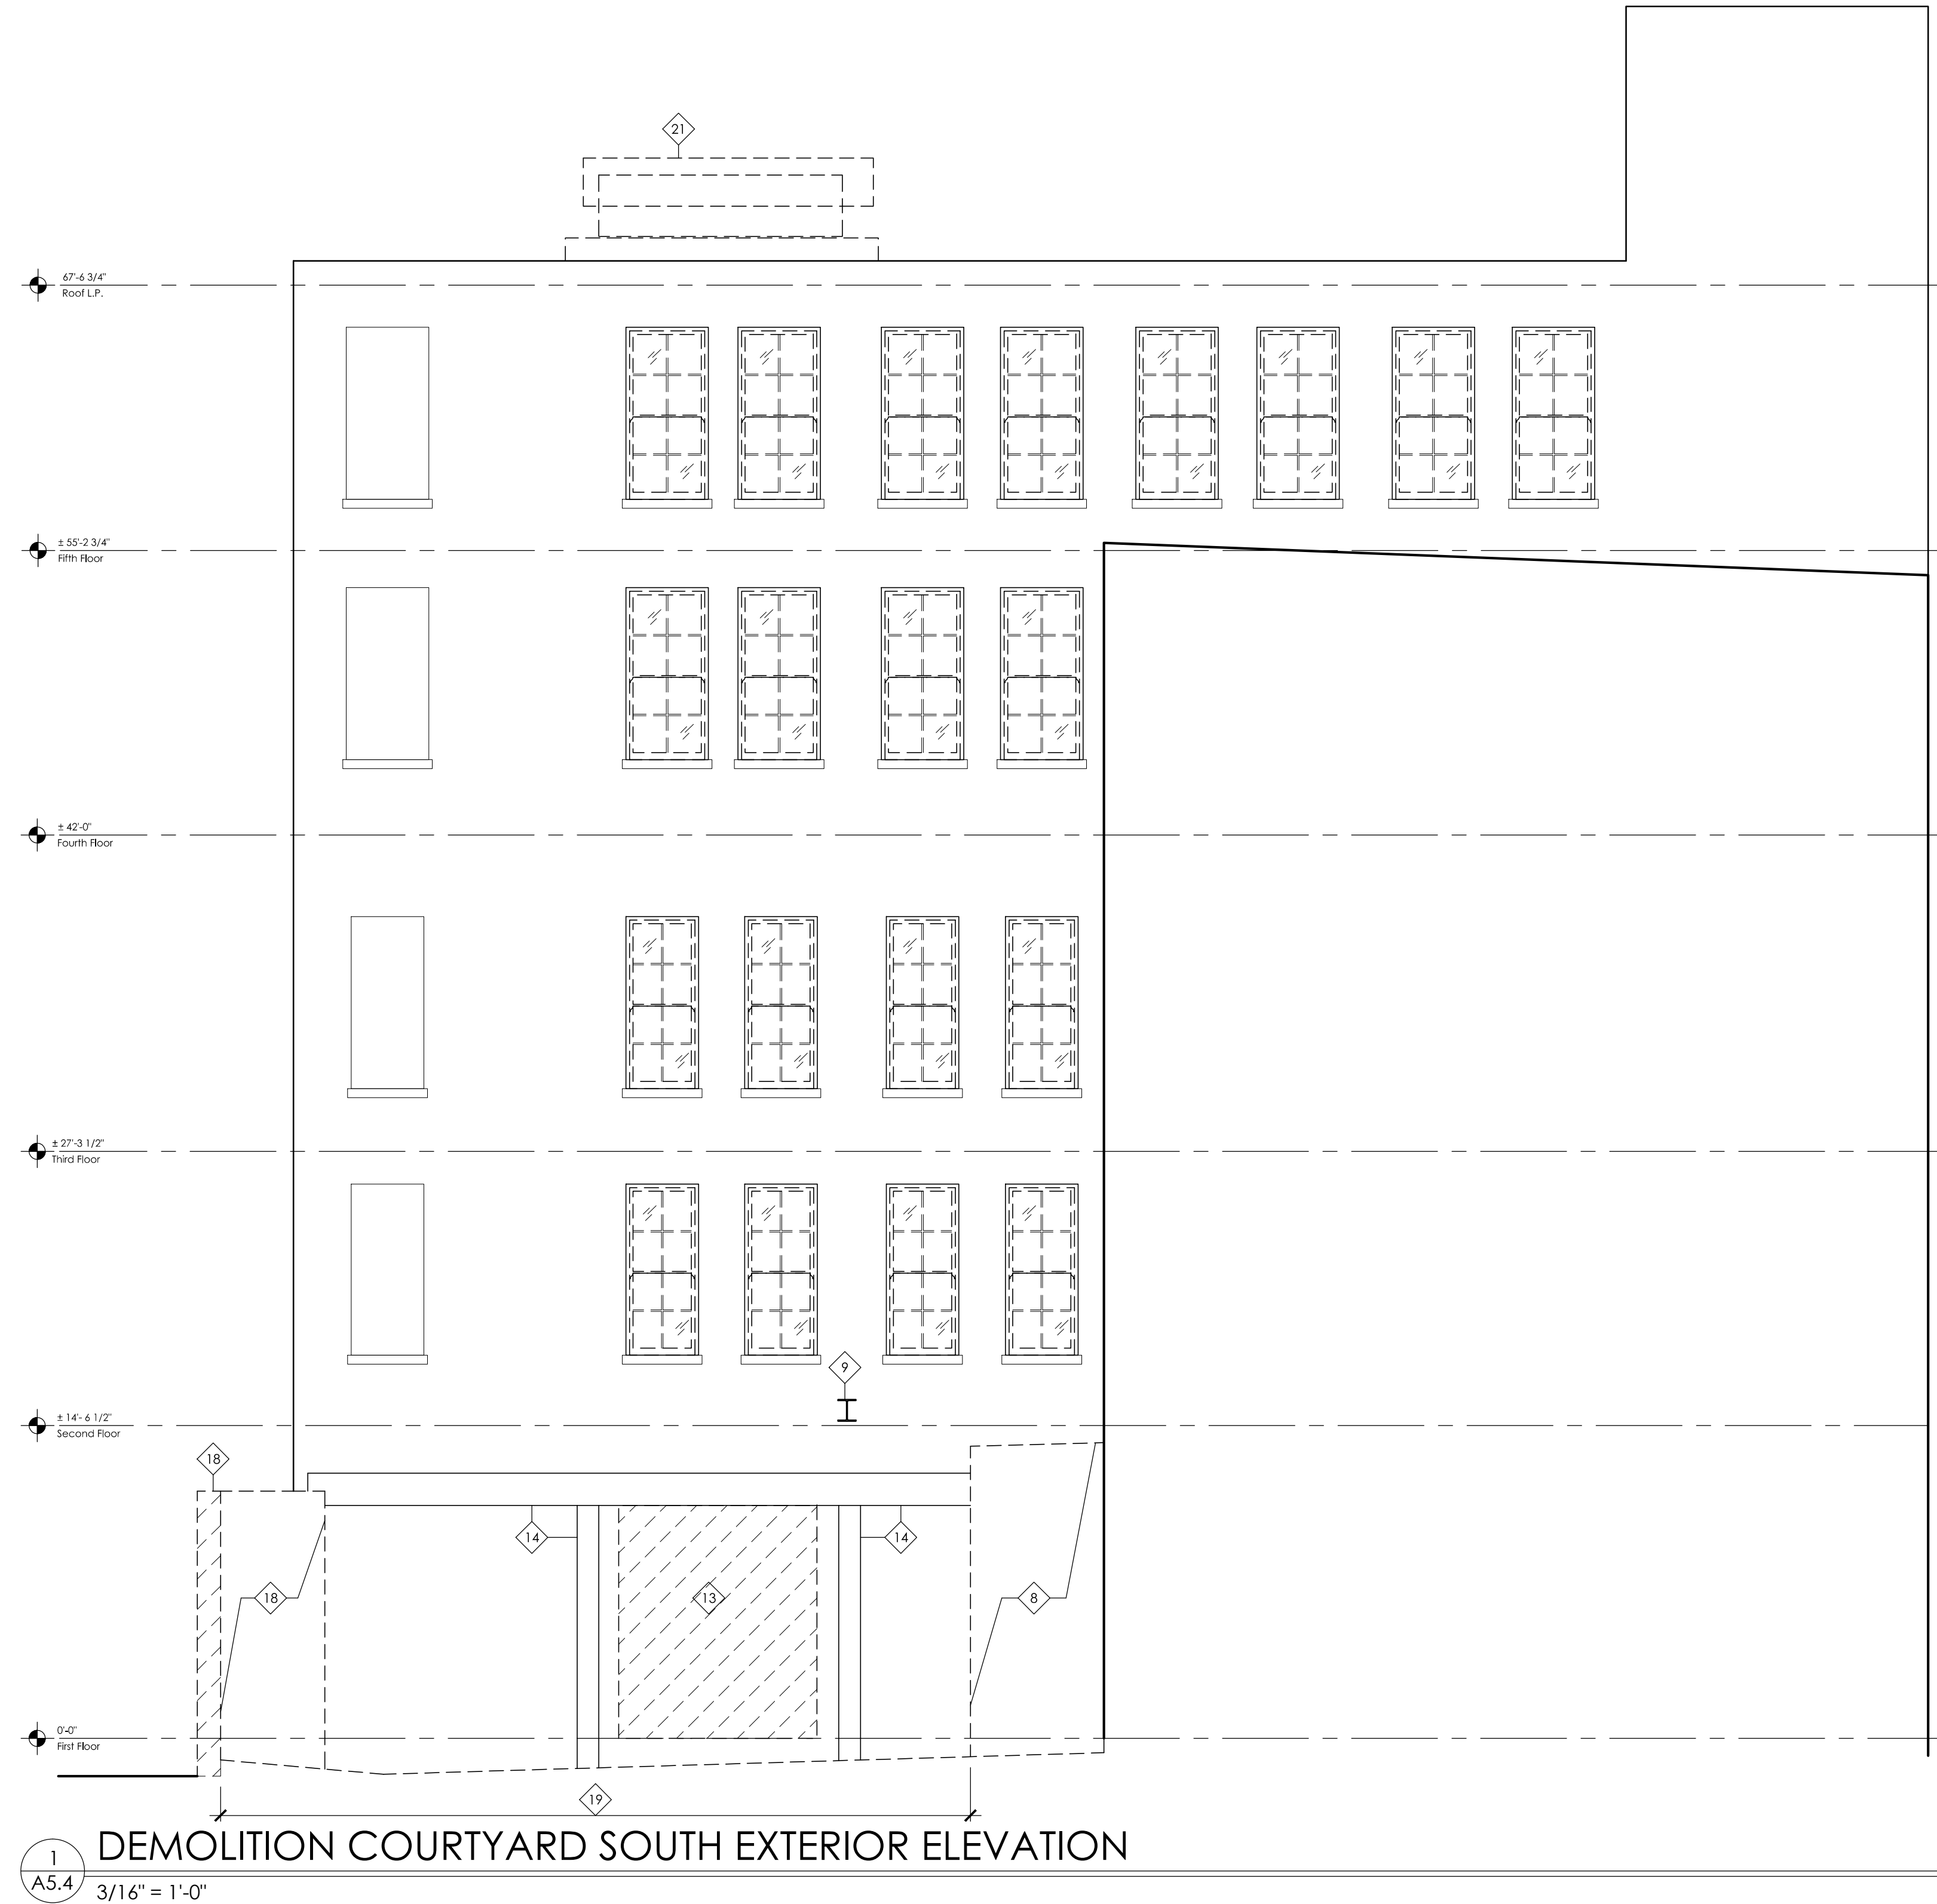 21
67'-6 3/4"
Roof L.P.
± 55'-2 3/4"
Fifth Floor
± 42'-0"
Fourth Floor
± 27'-3 1/2"
Third Floor
9
± 14'- 6 1/2"
Second Floor
18
14
14
18
13
8
0'-0"
First Floor
19
1
A5.4
DEMOLITION COURTYARD SOUTH EXTERIOR ELEVATION
3/16" = 1'-0"